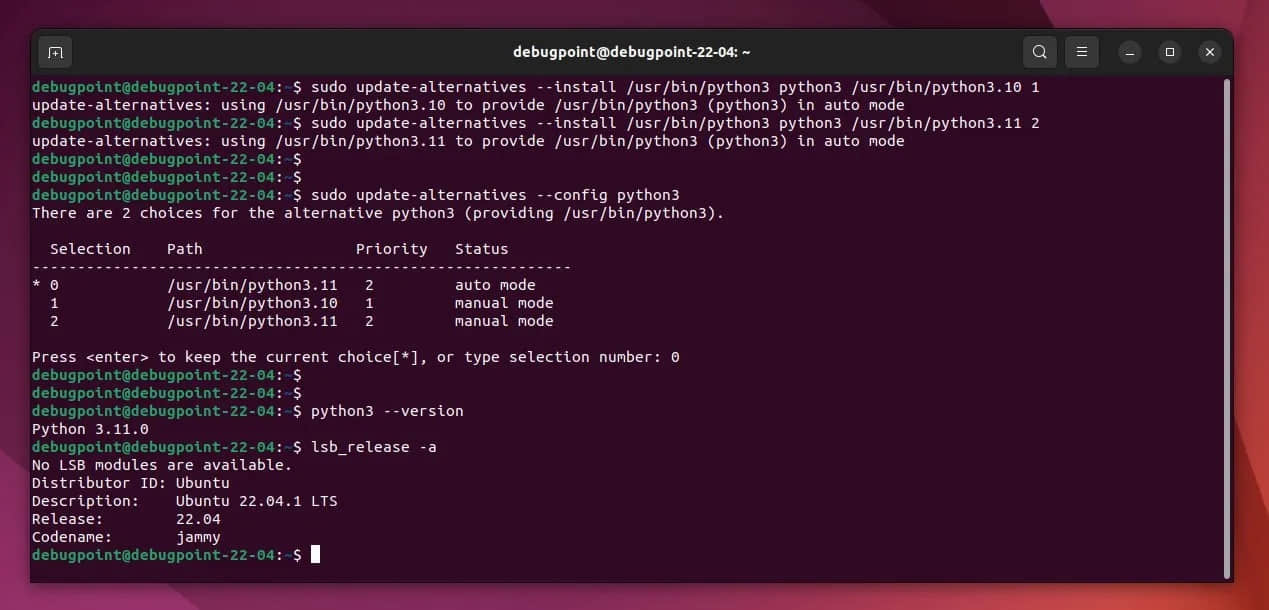 debugpoint@debugpoint-22-04: ~
debugpoint@debugpoint-22-04:~$ sudo update-alternatives --install /usr/bin/python3 python3 /usr/bin/python3.10 1
update-alternatives: using /usr/bin/python3.10 to provide /usr/bin/python3 (python3) in auto mode
debugpoint@debugpoint-22-04:~$ sudo update-alternatives --install /usr/bin/python3 python3 /usr/bin/python3.11 2
update-alternatives: using /usr/bin/python3.11 to provide /usr/bin/python3 (python3) in auto mode
debugpoint@debugpoint-22-04:~$
debugpoint@debugpoint-22-04:~$
debugpoint@debugpoint-22-04:~$ sudo update-alternatives --config python3
There are 2 choices for the alternative python3 (providing /usr/bin/python3).

  Selection    Path                 Priority   Status
------------------------------------------------------------
* 0            /usr/bin/python3.11   2         auto mode
  1            /usr/bin/python3.10   1         manual mode
  2            /usr/bin/python3.11   2         manual mode

Press <enter> to keep the current choice[*], or type selection number: 0
debugpoint@debugpoint-22-04:~$
debugpoint@debugpoint-22-04:~$
debugpoint@debugpoint-22-04:~$ python3 --version
Python 3.11.0
debugpoint@debugpoint-22-04:~$ lsb_release -a
No LSB modules are available.
Distributor ID: Ubuntu
Description:    Ubuntu 22.04.1 LTS
Release:        22.04
Codename:       jammy
debugpoint@debugpoint-22-04:~$